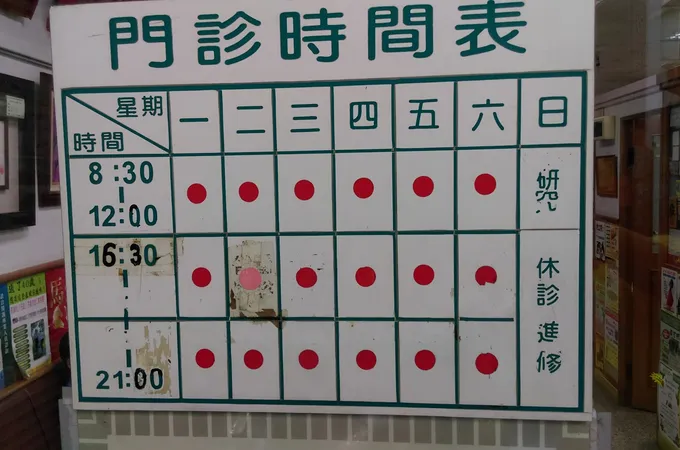 門診時間表
星期 一 二 三 四 五 六 日
時間
8:30
12:00
研究
16:30
休診 進修
21:00